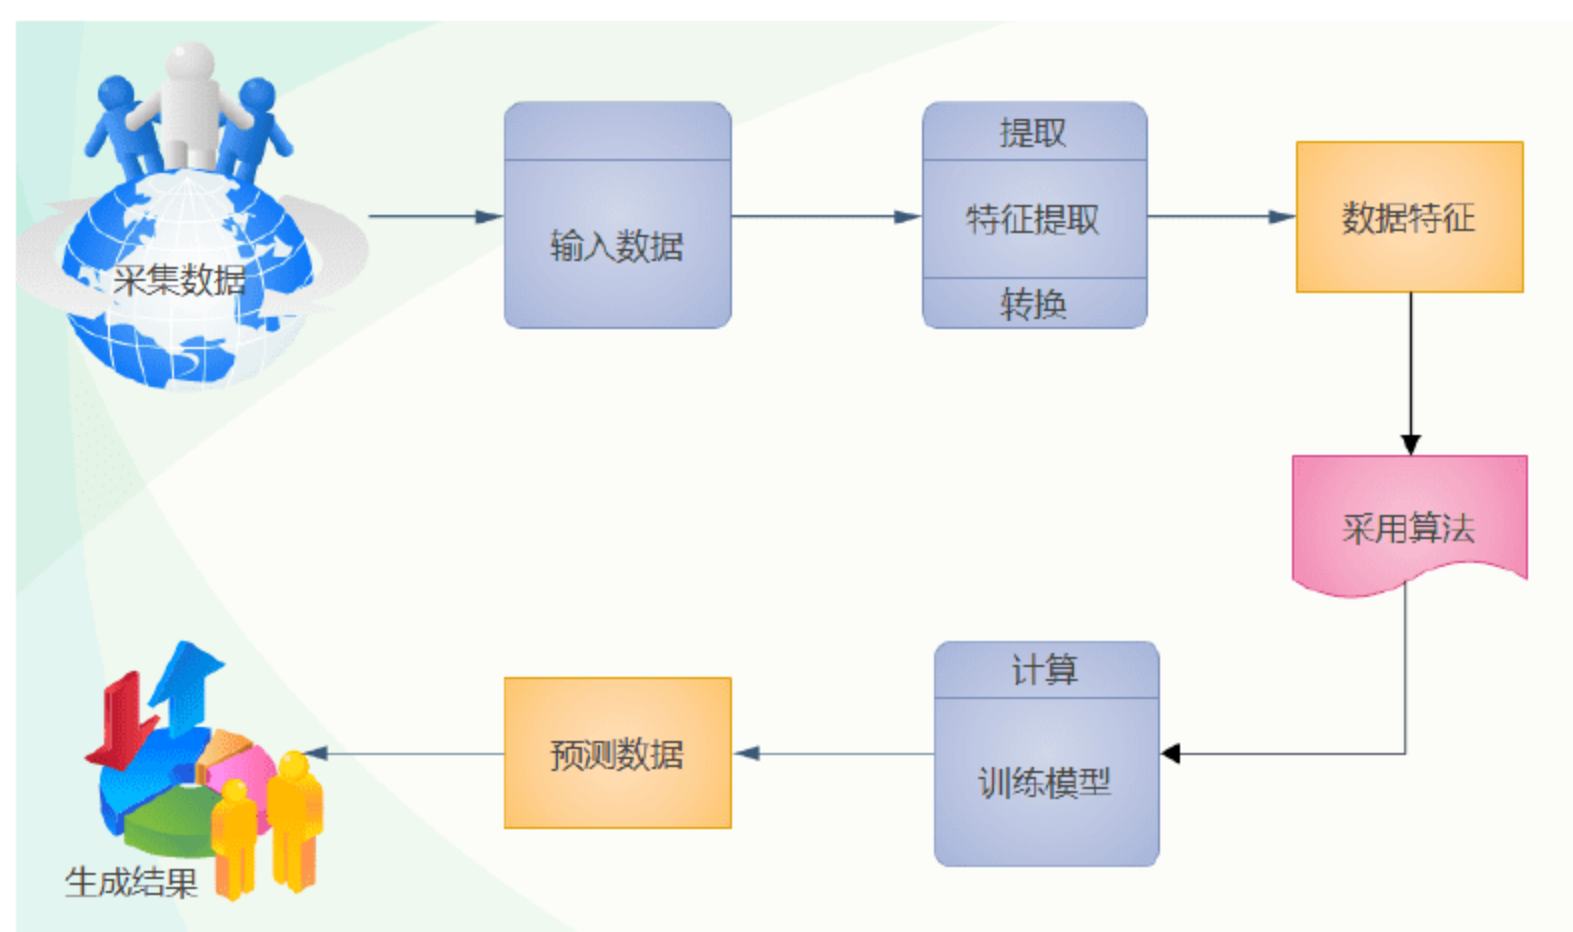 采集数据
输入数据
提取
特征提取
转换
数据特征
采用算法
计算
训练模型
预测数据
生成结果